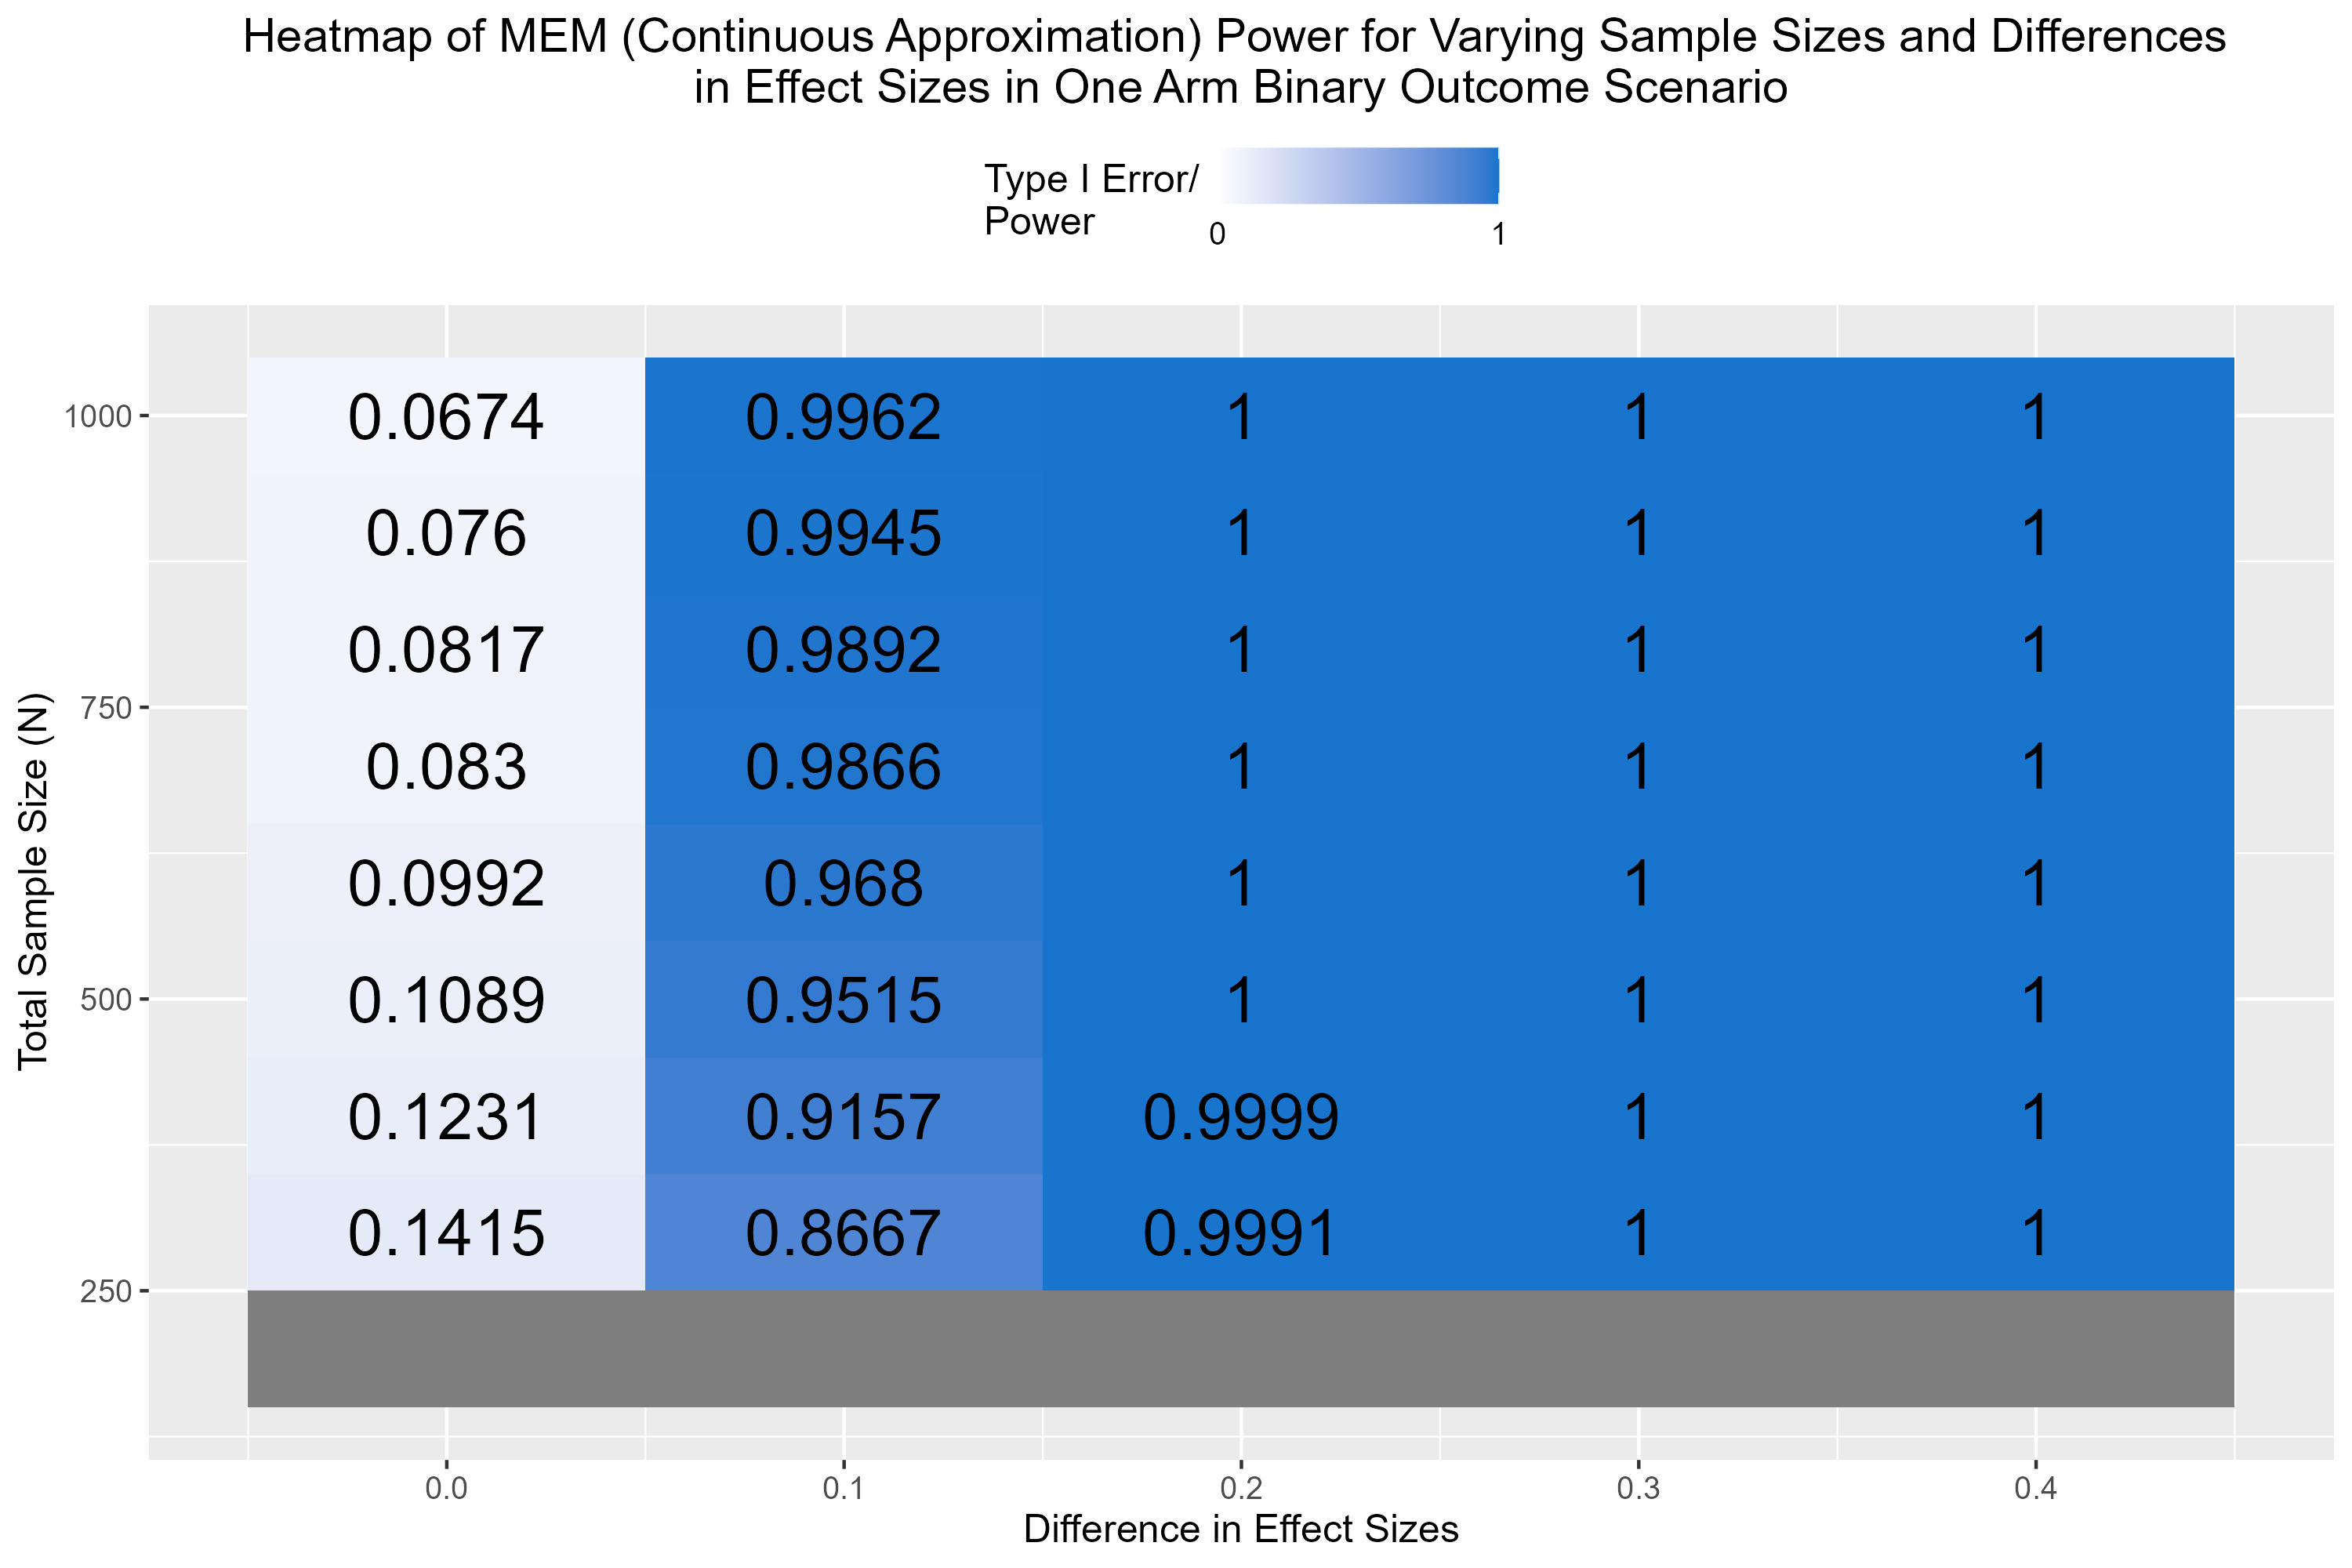 Heatmap of MEM (Continuous Approximation) Power for Varying Sample Sizes and Differences
in Effect Sizes in One Arm Binary Outcome Scenario
Type I Error/
Power
0 1
1000 0.0674 0.9962 1 1 1
0.076 0.9945 1 1 1
0.0817 0.9892 1 1 1
750
0.083 0.9866 1 1 1
0.0992 0.968 1 1 1
500 0.1089 0.9515 1 1 1
0.1231 0.9157 0.9999 1 1
0.1415 0.8667 0.9991 1 1
250
Total Sample Size (N)
0.0 0.1 0.2 0.3 0.4
Difference in Effect Sizes